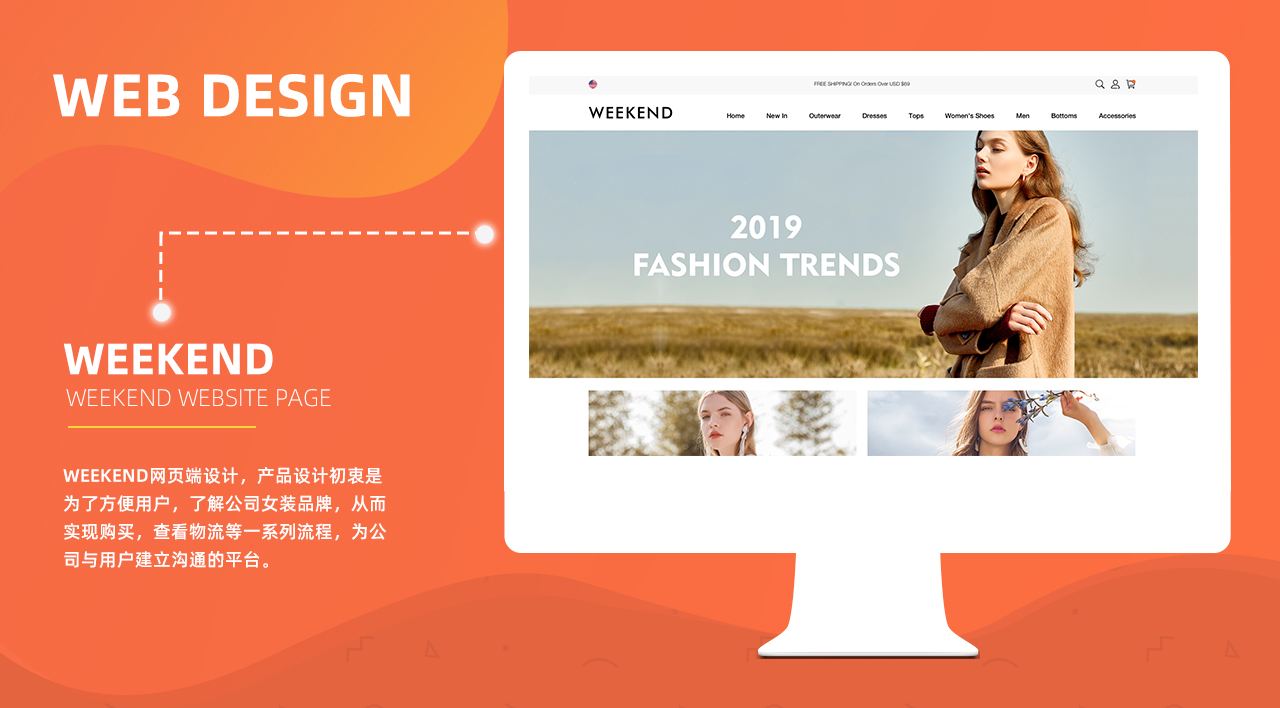 WEB DESIGN
WEEKEND
WEEKEND WEBSITE PAGE
WEEKEND网页端设计，产品设计初衷是
为了方便用户，了解公司女装品牌，从而
实现购买，查看物流等一系列流程，为公
司与用户建立沟通的平台。
FREE SHIPPING! On Orders Over USD $69
WEEKEND
Home New In Outerwear Dresses Tops Women's Shoes Men Bottoms Accessories
2019
FASHION TRENDS